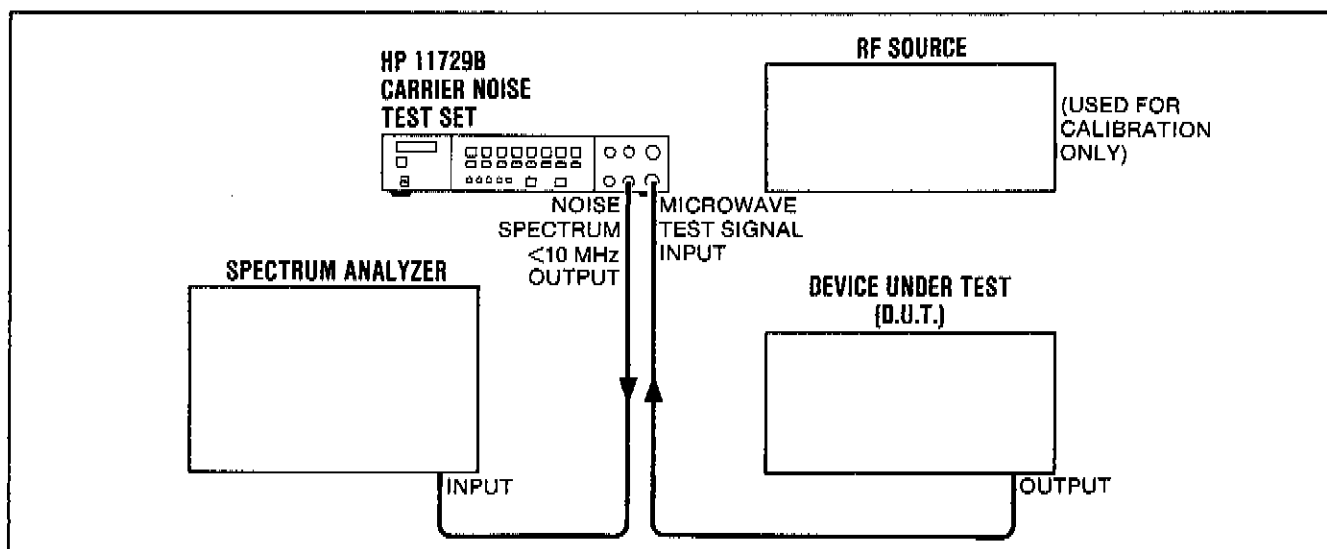 HP 11729B
CARRIER NOISE
TEST SET
RF SOURCE
(USED FOR
CALIBRATION
ONLY)
NOISE
SPECTRUM
<10 MHz
OUTPUT
MICROWAVE
TEST SIGNAL
INPUT
SPECTRUM ANALYZER
INPUT
DEVICE UNDER TEST
(D.U.T.)
OUTPUT